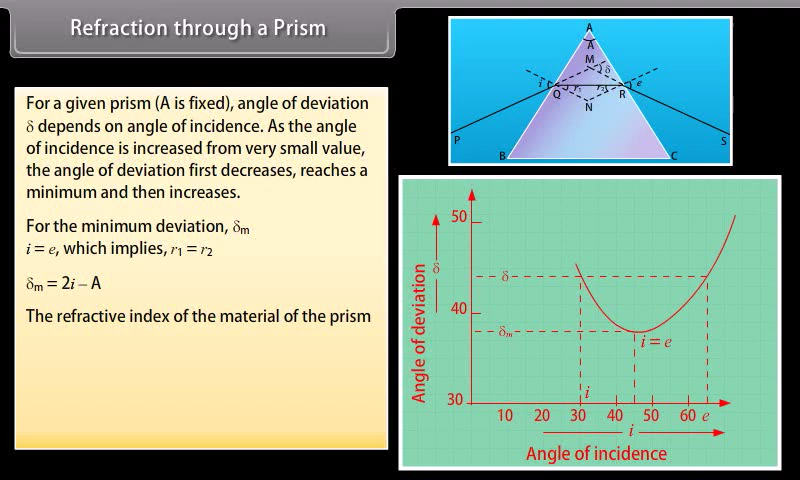 Refraction through a Prism
For a given prism (A is fixed), angle of deviation
δ depends on angle of incidence. As the angle
of incidence is increased from very small value,
the angle of deviation first decreases, reaches a
minimum and then increases.
For the minimum deviation, δm
i = e, which implies, r1 = r2
δm = 2i – A
The refractive index of the material of the prism
A
A
M
δ
i
e
Q
r1
r2
R
N
P
S
B
C
50
δ
δ
40
δm
i = e
Angle of deviation
30
i
10 20 30 40 50 60 e
i
Angle of incidence